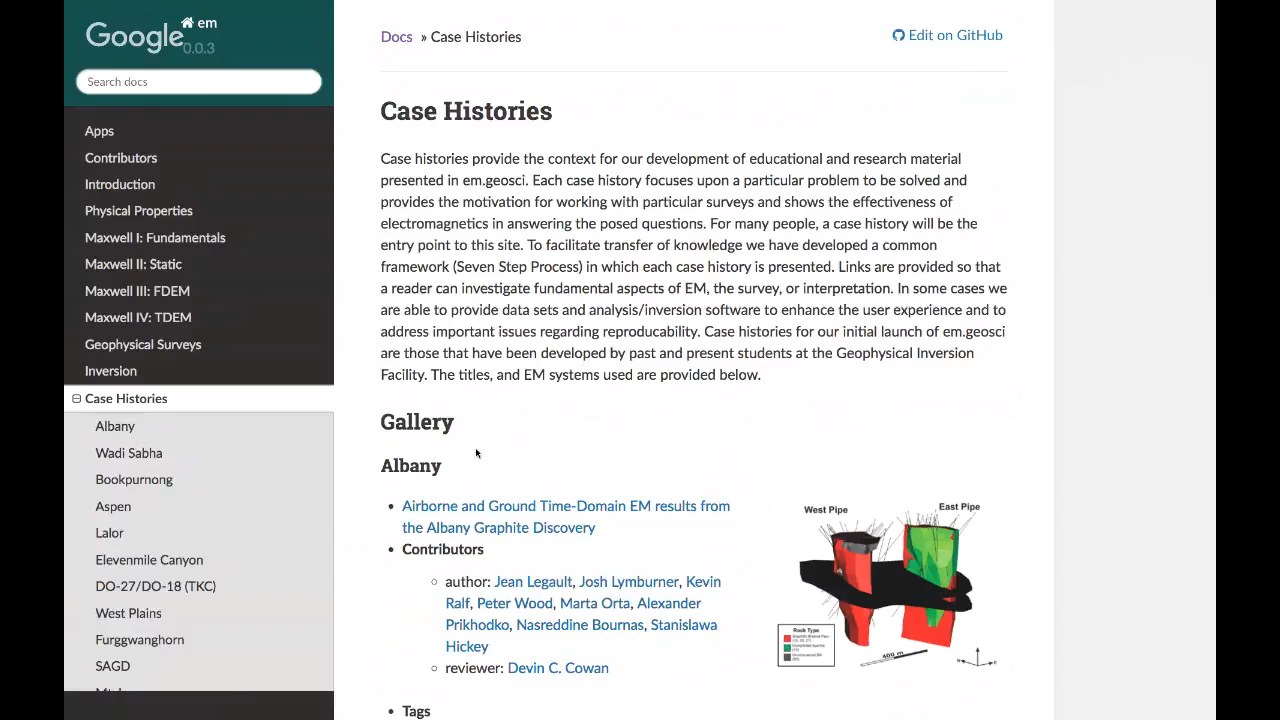 Google em
0.0.3
Search docs
Apps
Contributors
Introduction
Physical Properties
Maxwell I: Fundamentals
Maxwell II: Static
Maxwell III: FDEM
Maxwell IV: TDEM
Geophysical Surveys
Inversion
Case Histories
Albany
Wadi Sabha
Bookpurnong
Aspen
Lalor
Elevenmile Canyon
DO-27/DO-18 (TKC)
West Plains
Furggwanghorn
SAGD
Docs » Case Histories
Edit on GitHub
Case Histories
Case histories provide the context for our development of educational and research material
presented in em.geosci. Each case history focuses upon a particular problem to be solved and
provides the motivation for working with particular surveys and shows the effectiveness of
electromagnetics in answering the posed questions. For many people, a case history will be the
entry point to this site. To facilitate transfer of knowledge we have developed a common
framework (Seven Step Process) in which each case history is presented. Links are provided so that
a reader can investigate fundamental aspects of EM, the survey, or interpretation. In some cases we
are able to provide data sets and analysis/inversion software to enhance the user experience and to
address important issues regarding reproducability. Case histories for our initial launch of em.geosci
are those that have been developed by past and present students at the Geophysical Inversion
Facility. The titles, and EM systems used are provided below.
Gallery
Albany
• Airborne and Ground Time-Domain EM results from
the Albany Graphite Discovery
• Contributors
○ author: Jean Legault, Josh Lymburner, Kevin
Ralf, Peter Wood, Marta Orta, Alexander
Prikhodko, Nasreddine Bournas, Stanislawa
Hickey
○ reviewer: Devin C. Cowan
• Tags
West Pipe
East Pipe
Rock Type
400 m
N
E